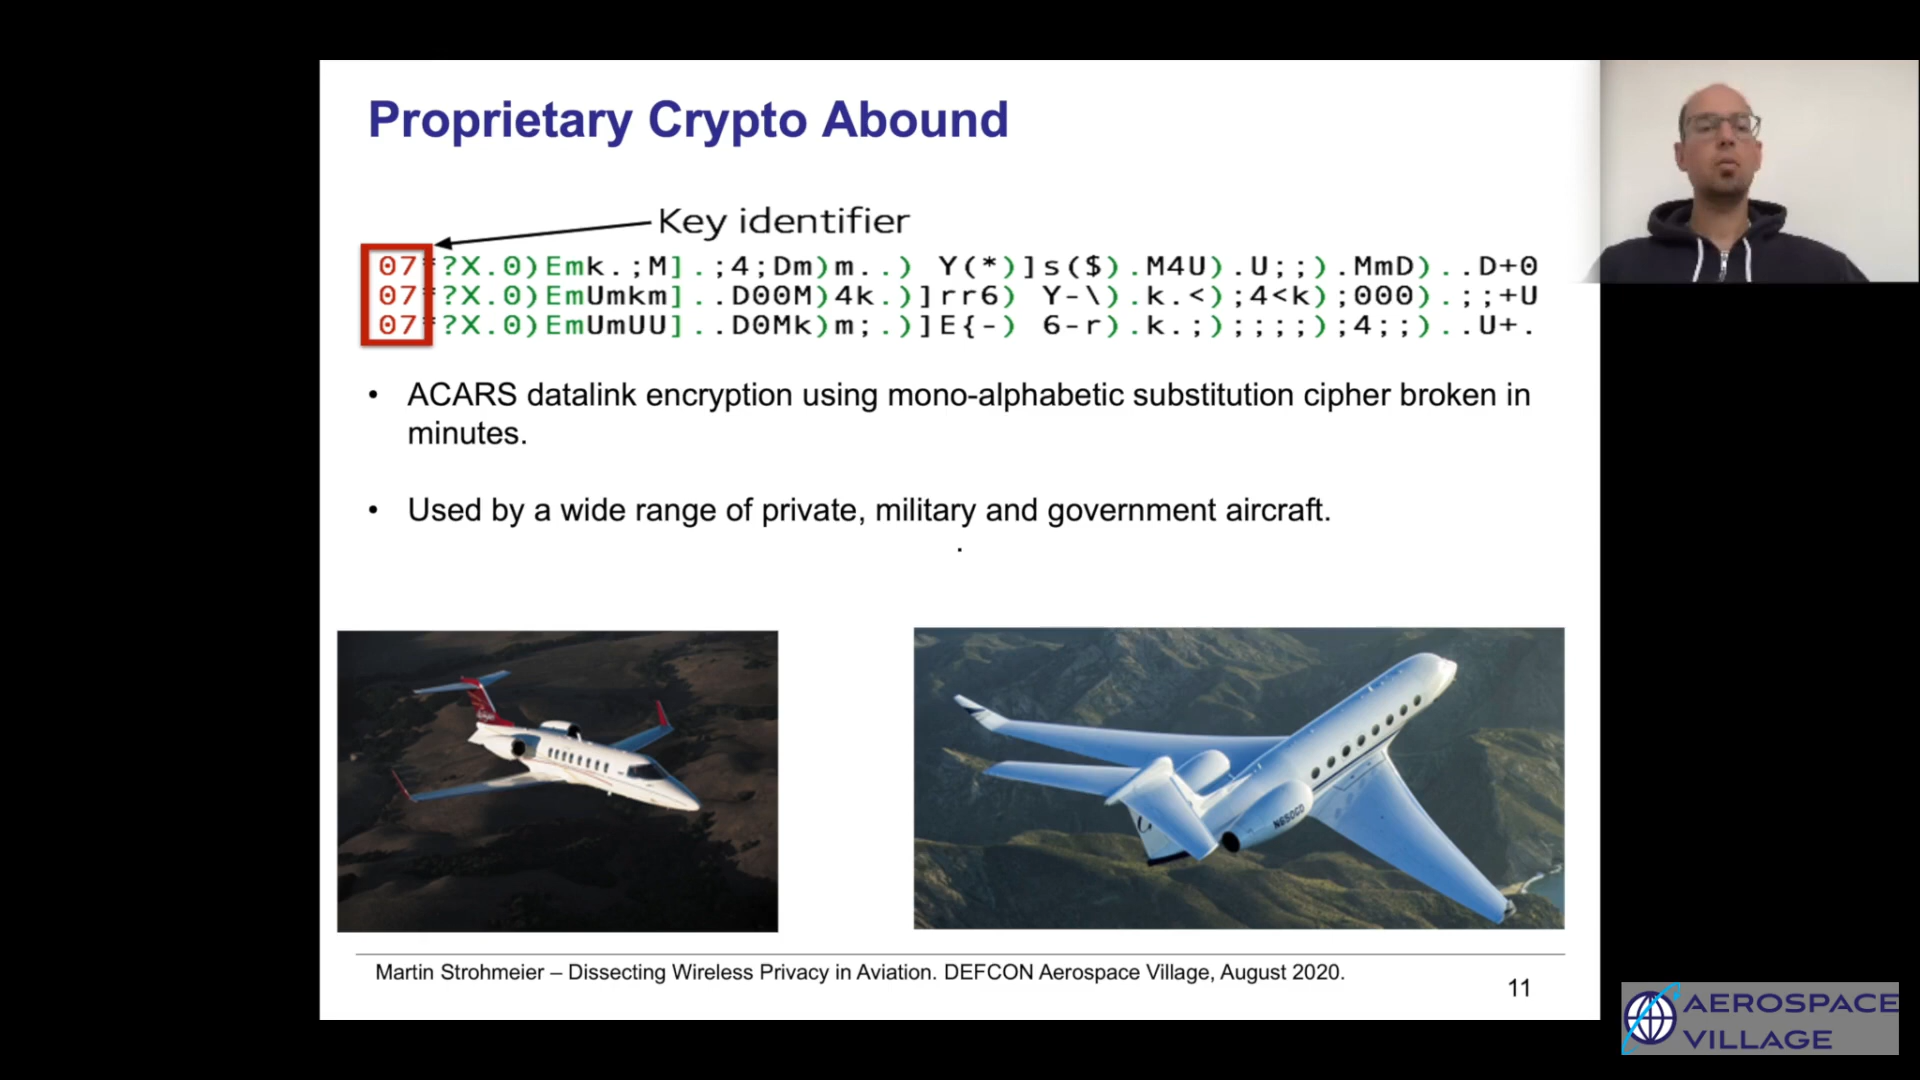 Proprietary Crypto Abound
Key identifier
07*?X.0)Emk.;M].;4;Dm)m..) Y(*)]s($).M4U).U;;).MmD)..D+0
07*?X.0)EmUmkm]..D00M)4k.)]rr6) Y-\).k.<);4<k);000).;;+U
07*?X.0)EmUmUU]..D0Mk)m;.)]E{-) 6-r).k.;);;;;);4;;)..U+.
• ACARS datalink encryption using mono-alphabetic substitution cipher broken in
minutes.
• Used by a wide range of private, military and government aircraft.
.
N650GD
Martin Strohmeier – Dissecting Wireless Privacy in Aviation. DEFCON Aerospace Village, August 2020.
11
AEROSPACE
VILLAGE